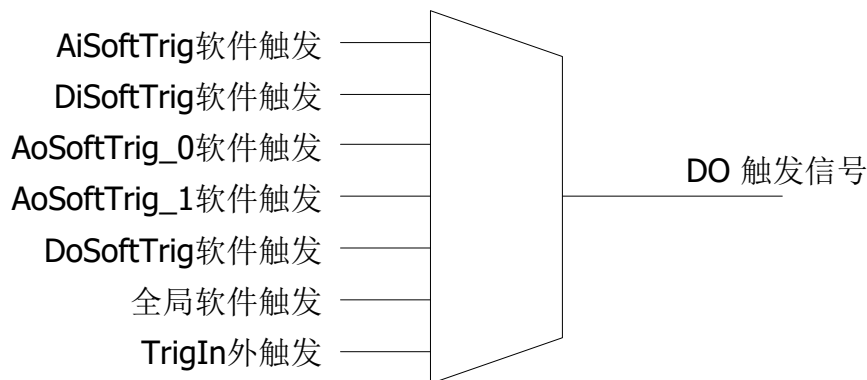 AiSoftTrig软件触发
DiSoftTrig软件触发
AoSoftTrig_0软件触发
AoSoftTrig_1软件触发
DO 触发信号
DoSoftTrig软件触发
全局软件触发
TrigIn外触发